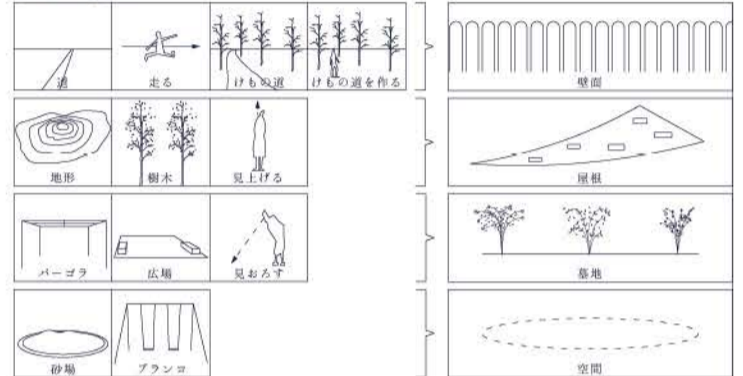 道
走る
けもの道
けもの道を作る
壁面
地形
樹木
見上げる
屋根
パーゴラ
広場
見おろす
墓地
砂場
ブランコ
空間